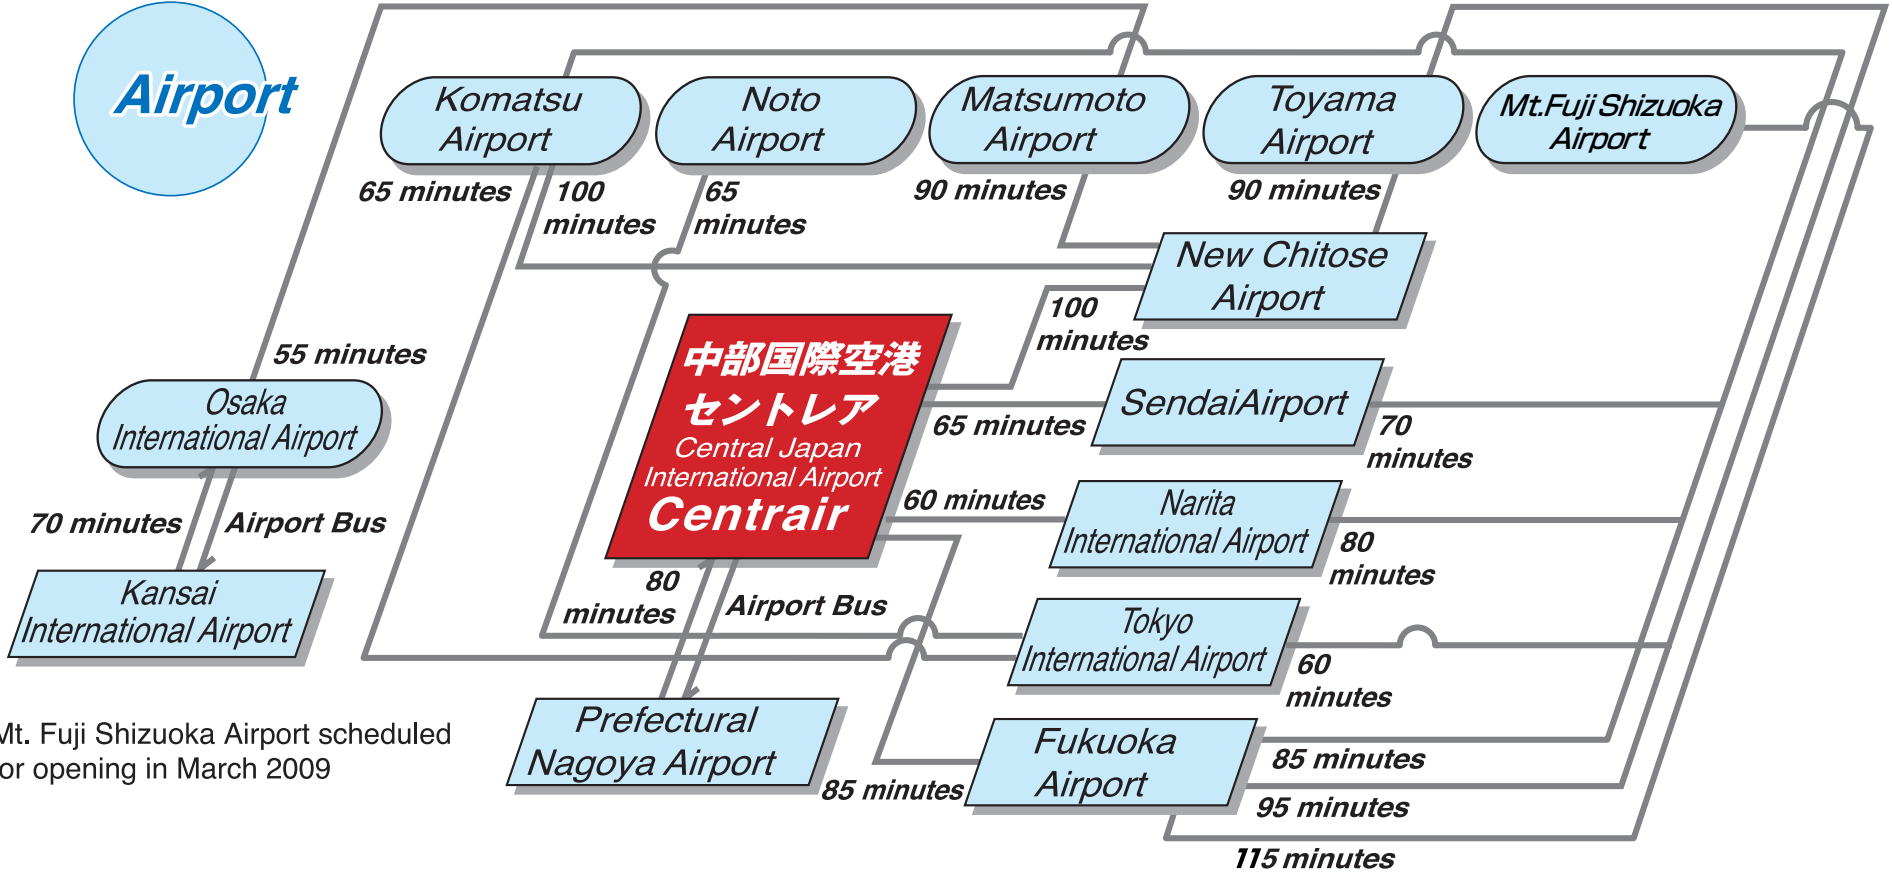 Airport
Komatsu
Airport
Noto
Airport
Matsumoto
Airport
Toyama
Airport
Mt.Fuji Shizuoka
Airport
65 minutes
100
minutes
65
minutes
90 minutes
90 minutes
New Chitose
Airport
100
minutes
55 minutes
中部国際空港
セントレア
Central Japan
International Airport
Centrair
Osaka
International Airport
SendaiAirport
65 minutes
70
minutes
70 minutes
Airport Bus
60 minutes
Narita
International Airport
80
minutes
Kansai
International Airport
80
minutes
Airport Bus
Tokyo
International Airport
60
minutes
Prefectural
Nagoya Airport
Fukuoka
Airport
85 minutes
85 minutes
95 minutes
115 minutes
Mt. Fuji Shizuoka Airport scheduled
or opening in March 2009